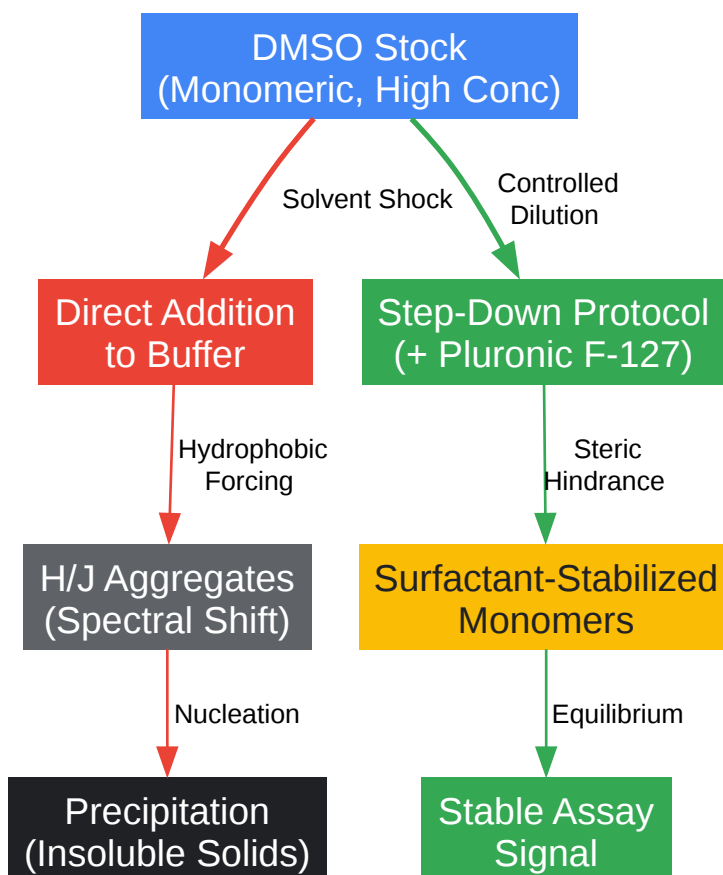 DMSO Stock
(Monomeric, High Conc)
Solvent Shock
Controlled
Dilution
Direct Addition
to Buffer
Step-Down Protocol
(+ Pluronic F-127)
Hydrophobic
Forcing
Steric
Hindrance
H/J Aggregates
(Spectral Shift)
Surfactant-Stabilized
Monomers
Nucleation
Equilibrium
Precipitation
(Insoluble Solids)
Stable Assay
Signal